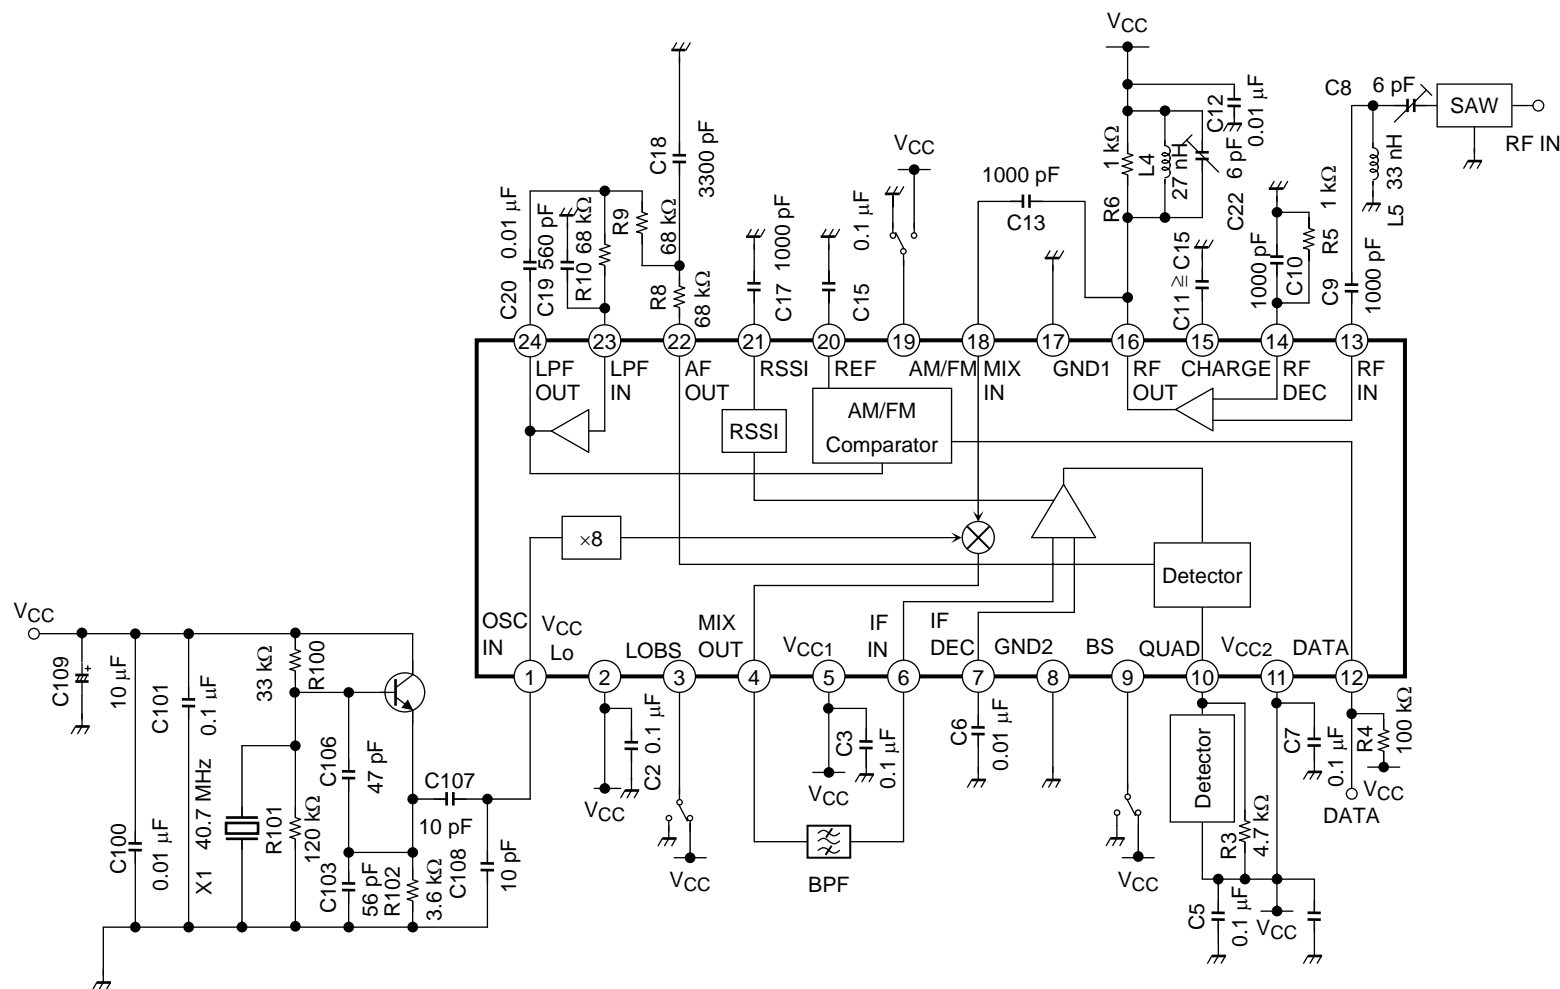 VCC
C8
6 pF
SAW
RF IN
C12
0.01 μF
1 kΩ
R6
L4
27 nH
6 pF
C22
L5
33 nH
1 kΩ
R5
C18
3300 pF
VCC
0.1 μF
1000 pF
C13
C20
0.01 μF
C19
560 pF
R10
68 kΩ
R9
68 kΩ
R8
68 kΩ
C17
1000 pF
C15
C11 ≧ C15
1000 pF
C10
C9
1000 pF
24
23
22
21
20
19
18
17
16
15
14
13
LPF
OUT
LPF
IN
AF
OUT
RSSI
REF
AM/FM
MIX
IN
GND1
RF
OUT
CHARGE
RF
DEC
RF
IN
RSSI
AM/FM
Comparator
×8
Detector
OSC
IN
VCC
Lo
LOBS
MIX
OUT
VCC1
IF
IN
IF
DEC
GND2
BS
QUAD
VCC2
DATA
1
2
3
4
5
6
7
8
9
10
11
12
VCC
C109
10 μF
C101
0.1 μF
33 kΩ
R100
C106
47 pF
C107
10 pF
C100
0.01 μF
X1
40.7 MHz
R101
120 kΩ
C103
56 pF
R102
3.6 kΩ
C108
10 pF
C2
0.1 μF
VCC
VCC
C3
0.1 μF
VCC
BPF
C6
0.01 μF
VCC
Detector
R3
4.7 kΩ
C5
0.1 μF
VCC
C7
0.1 μF
R4
100 kΩ
VCC
DATA